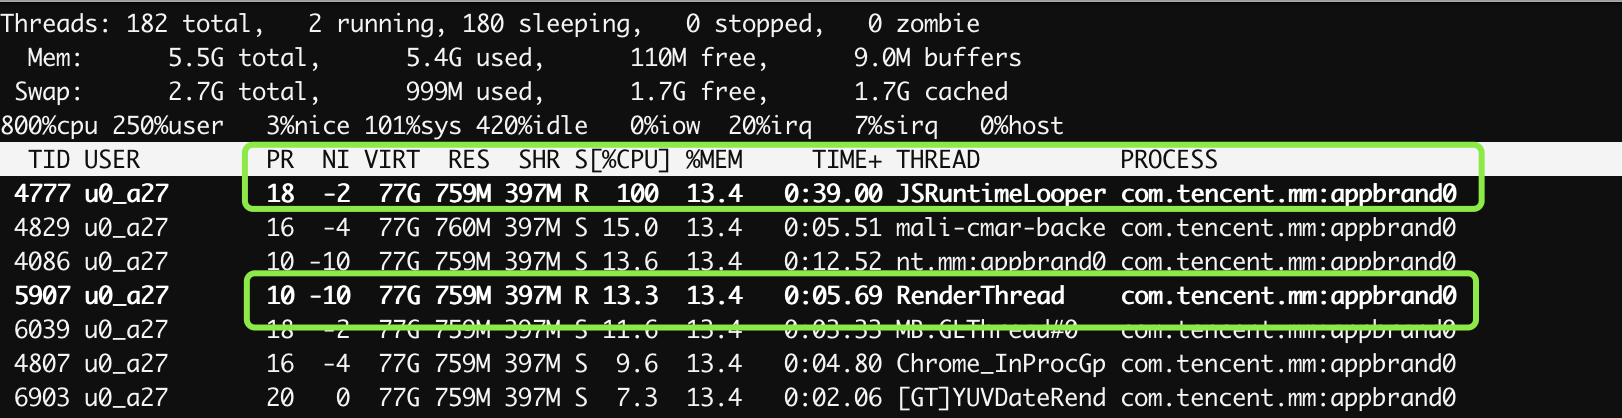 Threads: 182 total,   2 running, 180 sleeping,   0 stopped,   0 zombie
  Mem:      5.5G total,      5.4G used,      110M free,      9.0M buffers
 Swap:      2.7G total,      999M used,      1.7G free,      1.7G cached
800%cpu 250%user   3%nice 101%sys 420%idle   0%iow  20%irq   7%sirq   0%host
  TID USER         PR  NI VIRT  RES  SHR S[%CPU] %MEM     TIME+ THREAD          PROCESS
 4777 u0_a27       18  -2  77G 759M 397M R  100  13.4   0:39.00 JSRuntimeLooper com.tencent.mm:appbrand0
 4829 u0_a27       16  -4  77G 760M 397M S 15.0  13.4   0:05.51 mali-cmar-backe com.tencent.mm:appbrand0
 4086 u0_a27       10 -10  77G 759M 397M S 13.6  13.4   0:12.52 nt.mm:appbrand0 com.tencent.mm:appbrand0
 5907 u0_a27       10 -10  77G 759M 397M R 13.3  13.4   0:05.69 RenderThread    com.tencent.mm:appbrand0
 6039 u0_a27       18  -2  77G 759M 397M S 11.6  13.4   0:03.33 MB.GLThread#0   com.tencent.mm:appbrand0
 4807 u0_a27       16  -4  77G 759M 397M S  9.6  13.4   0:04.80 Chrome_InProcGp com.tencent.mm:appbrand0
 6903 u0_a27       20   0  77G 759M 397M S  7.3  13.4   0:02.06 [GT]YUVDateRend com.tencent.mm:appbrand0